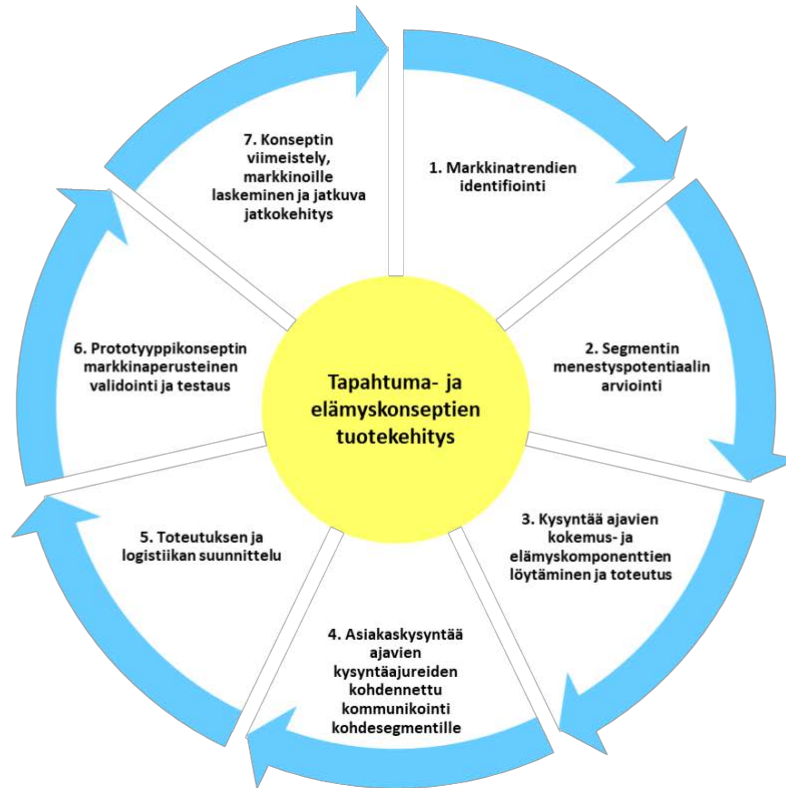 Tapahtuma- ja
elämyskonseptien
tuotekehitys
1. Markkinatrendien
identifiointi
2. Segmentin
menestyspotentiaalin
arviointi
3. Kysyntää ajavien
kokemus- ja
elämyskomponenttien
löytäminen ja toteutus
4. Asiakaskysyntää
ajavien
kysyntäajureiden
kohdennettu
kommunikointi
kohdesegmentille
5. Toteutuksen ja
logistiikan suunnittelu
6. Prototyyppikonseptin
markkinaperusteinen
validointi ja testaus
7. Konseptin
viimeistely,
markkinoille
laskeminen ja jatkuva
jatkokehitys